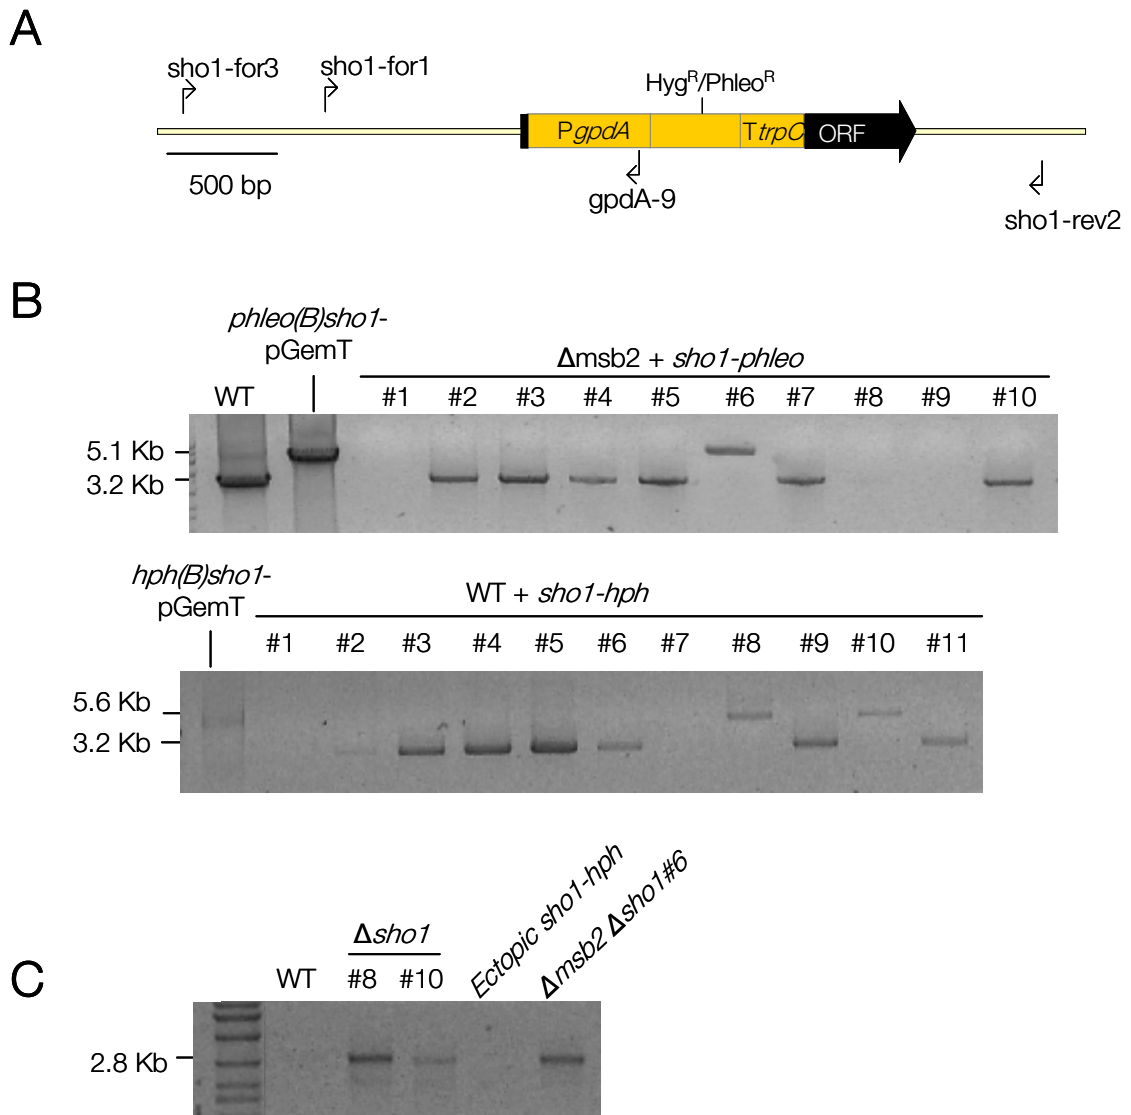 A
sho1-for3
sho1-for1
Hyg^R/Phleo^R
PgpdA
TtrpC
ORF
500 bp
gpdA-9
sho1-rev2
B
phleo(B)sho1-
pGemT
Δmsb2 + sho1-phleo
WT
#1 #2 #3 #4 #5 #6 #7 #8 #9 #10
5.1 Kb
3.2 Kb
hph(B)sho1-
pGemT
WT + sho1-hph
#1 #2 #3 #4 #5 #6 #7 #8 #9 #10 #11
5.6 Kb
3.2 Kb
C
Δsho1
WT #8 #10
Ectopic sho1-hph
Δmsb2 Δsho1#6
2.8 Kb